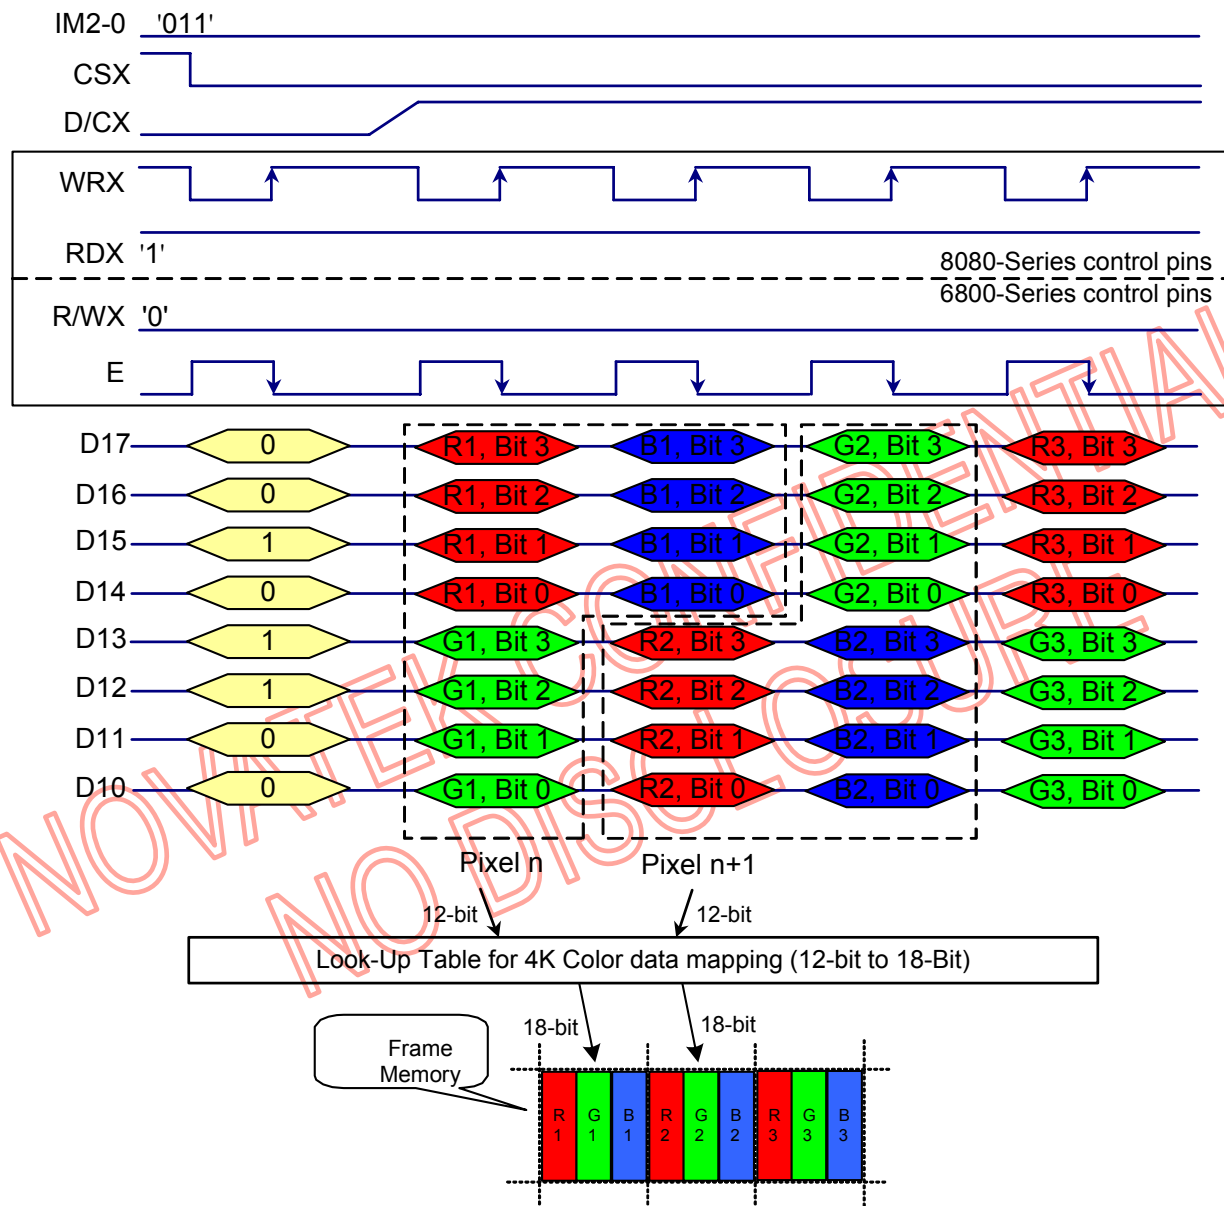 IM2-0 '011'
CSX
D/CX
WRX
RDX '1'
8080-Series control pins
6800-Series control pins
R/WX '0'
E
D17 0 R1, Bit 3 B1, Bit 3 G2, Bit 3 R3, Bit 3
D16 0 R1, Bit 2 B1, Bit 2 G2, Bit 2 R3, Bit 2
D15 1 R1, Bit 1 B1, Bit 1 G2, Bit 1 R3, Bit 1
D14 0 R1, Bit 0 B1, Bit 0 G2, Bit 0 R3, Bit 0
D13 1 G1, Bit 3 R2, Bit 3 B2, Bit 3 G3, Bit 3
D12 1 G1, Bit 2 R2, Bit 2 B2, Bit 2 G3, Bit 2
D11 0 G1, Bit 1 R2, Bit 1 B2, Bit 1 G3, Bit 1
D10 0 G1, Bit 0 R2, Bit 0 B2, Bit 0 G3, Bit 0
NOVATEK CONFIDENTIAL
NO DISCLOSURE
Pixel n Pixel n+1
12-bit 12-bit
Look-Up Table for 4K Color data mapping (12-bit to 18-Bit)
18-bit 18-bit
Frame
Memory
R G B R G B R G B
1 1 1 2 2 2 3 3 3